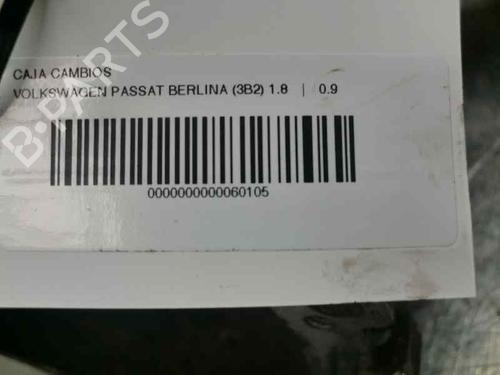 CAJA CAMBIOS
VOLKSWAGEN PASSAT BERLINA (3B2) 1.8 | 0.9
0000000000060105
B-PARTS